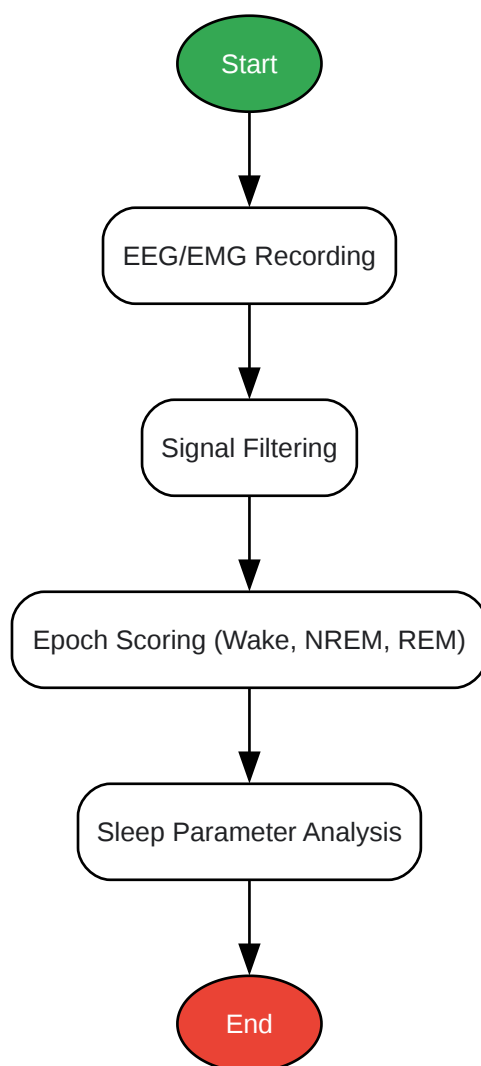 Start
EEG/EMG Recording
Signal Filtering
Epoch Scoring (Wake, NREM, REM)
Sleep Parameter Analysis
End